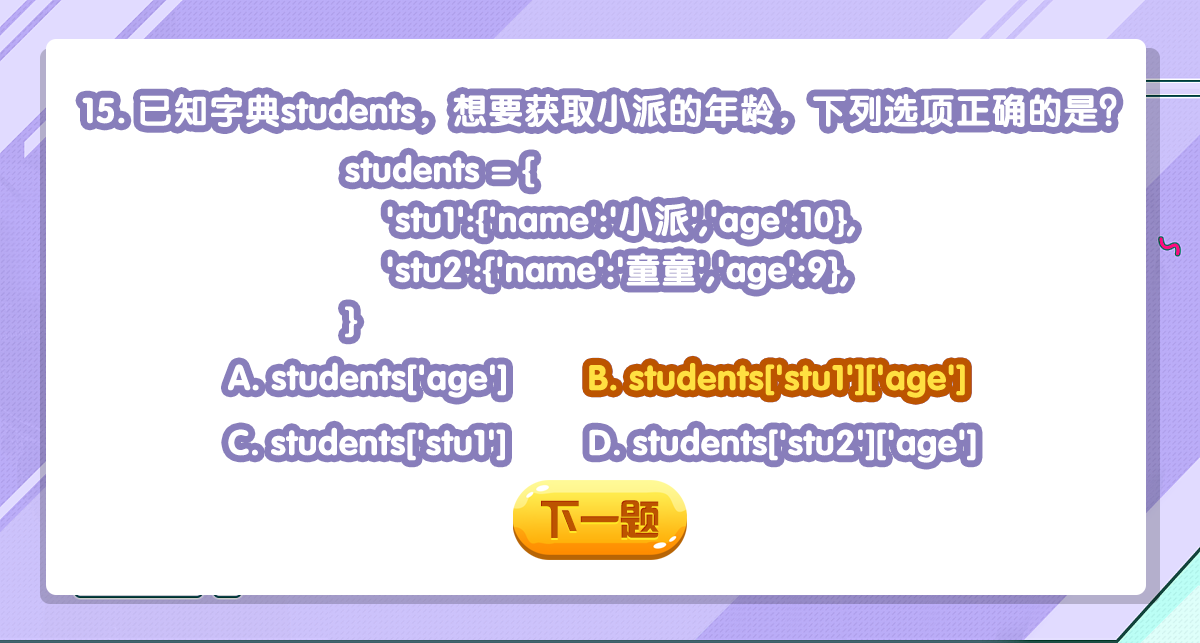 15. 已知字典students，想要获取小派的年龄，下列选项正确的是？
students = {
'stu1':{'name':'小派','age':10},
'stu2':{'name':'童童','age':9},
}
A. students['age']
B. students['stu1']['age']
C. students['stu1']
D. students['stu2']['age']
下一题